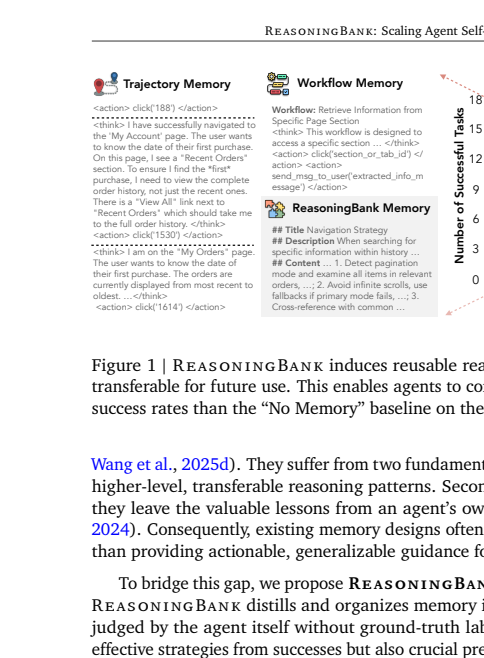 REASONINGBANK: Scaling Agent Self-
Trajectory Memory
<action> click('188') </action>
<think> I have successfully navigated to
the 'My Account' page. The user wants
to know the date of their first purchase.
On this page, I see a "Recent Orders"
section. To ensure I find the *first*
purchase, I need to view the complete
order history, not just the recent ones.
There is a "View All" link next to
"Recent Orders" which should take me
to the full order history. </think>
<action> click('1530') </action>
<think> I am on the "My Orders" page.
The user wants to know the date of
their first purchase. The orders are
currently displayed from most recent to
oldest. ...</think>
<action> click('1614') </action>
Workflow Memory
Workflow: Retrieve Information from
Specific Page Section
<think> This workflow is designed to
access a specific section ... </think>
<action> click('section_or_tab_id') </
action> <action>
send_msg_to_user('extracted_info_m
essage') </action>
ReasoningBank Memory
## Title Navigation Strategy
## Description When searching for
specific information within history ...
## Content ... 1. Detect pagination
mode and examine all items in relevant
orders, ...; 2. Avoid infinite scrolls, use
fallbacks if primary mode fails, ...; 3.
Cross-reference with common ...
Number of Successful Tasks
18
15
12
9
6
3
0
Figure 1 | REASONINGBANK induces reusable rea
transferable for future use. This enables agents to co
success rates than the “No Memory” baseline on the
Wang et al., 2025d). They suffer from two fundament
higher-level, transferable reasoning patterns. Secon
they leave the valuable lessons from an agent’s ow
2024). Consequently, existing memory designs often
than providing actionable, generalizable guidance fo
To bridge this gap, we propose REASONINGBAN
REASONINGBANK distills and organizes memory i
judged by the agent itself without ground-truth lab
effective strategies from successes but also crucial pre